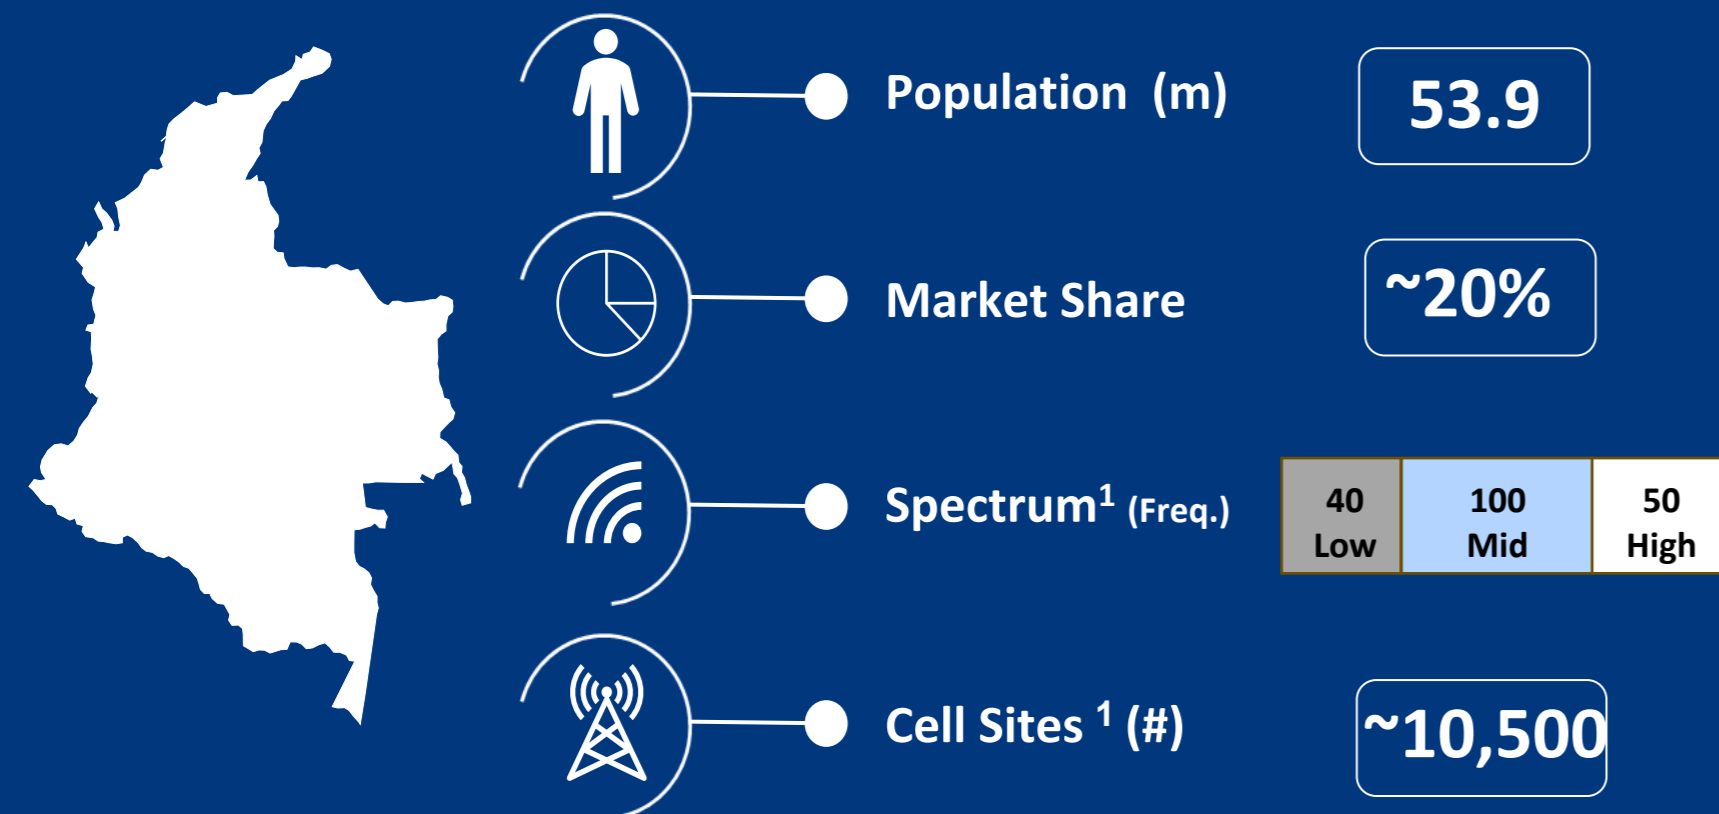 Population (m)
53.9
Market Share
~20%
Spectrum¹ (Freq.)
40
Low
100
Mid
50
High
Cell Sites ¹ (#)
~10,500